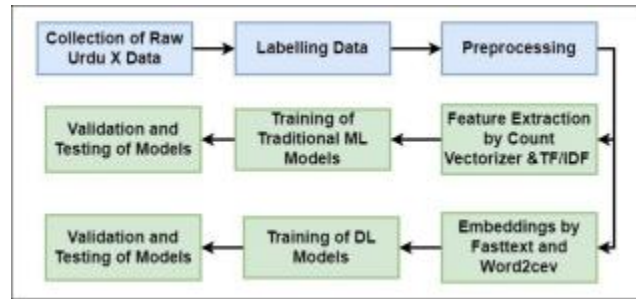 Collection of Raw
Urdu X Data
Labelling Data
Preprocessing
Validation and
Testing of Models
Training of
Traditional ML
Models
Feature Extraction
by Count
Vectorizer &TF/IDF
Validation and
Testing of Models
Training of DL
Models
Embeddings by
Fasttext and
Word2cev